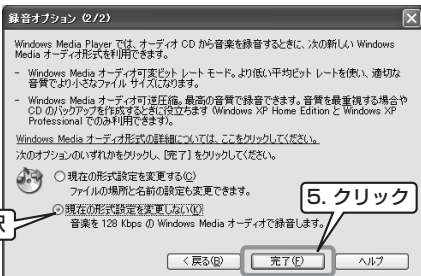 録音オプション (2/2)
Windows Media Player では、オーディオ CD から音楽を録音するときに、次の新しい Windows
Media オーディオ形式を利用できます。
- Windows Media オーディオ可変ビット レート モード。より低い平均ビット レートを使い、適切な
音質でより小さなファイル サイズになります。
- Windows Media オーディオ可逆圧縮。最高の音質で録音できます。音質を最重視する場合や
CD のバックアップを作成するときに役立ちます (Windows XP Home Edition と Windows XP
Professional でのみ利用できます)。
Windows Media オーディオ形式の詳細については、ここをクリックしてください。
次のオプションのいずれかをクリックし、[完了] をクリックしてください。
現在の形式設定を変更する(C)
ファイルの場所と名前の設定も変更できます。
現在の形式設定を変更しない(K)
音楽を 128 Kbps の Windows Media オーディオで録音します。
5. クリック
択
< 戻る(B)
完了(F)
ヘルプ